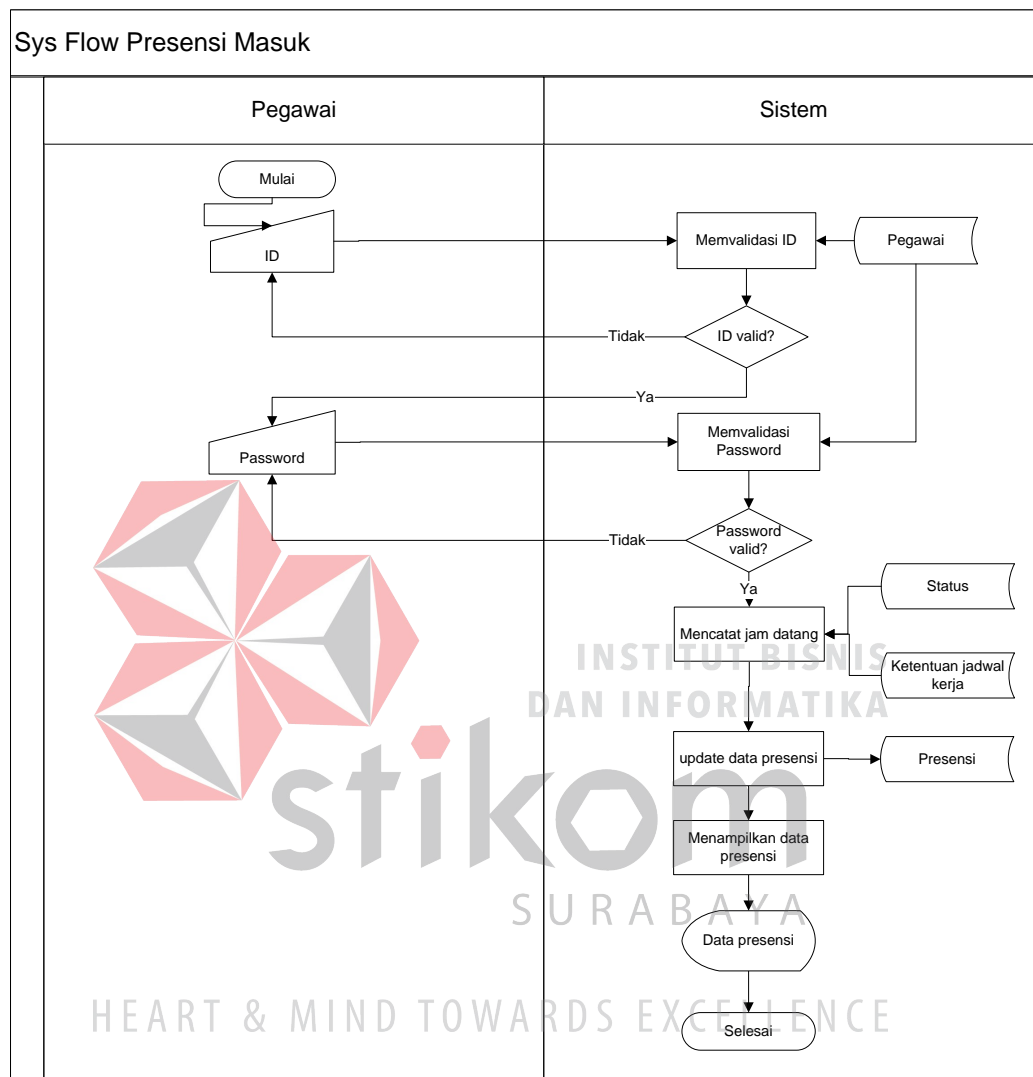 Sys Flow Presensi Masuk
Pegawai
Sistem
Mulai
ID
Memvalidasi ID
Pegawai
Tidak
ID valid?
Ya
Password
Memvalidasi
Password
Tidak
Password
valid?
Ya
Status
Mencatat jam datang
INSTITUT BISNIS
DAN INFORMATIKA
Ketentuan jadwal
kerja
update data presensi
Presensi
stikom
Menampilkan data
presensi
SURABAYA
Data presensi
HEART & MIND TOWARDS EXCELLENCE
Selesai